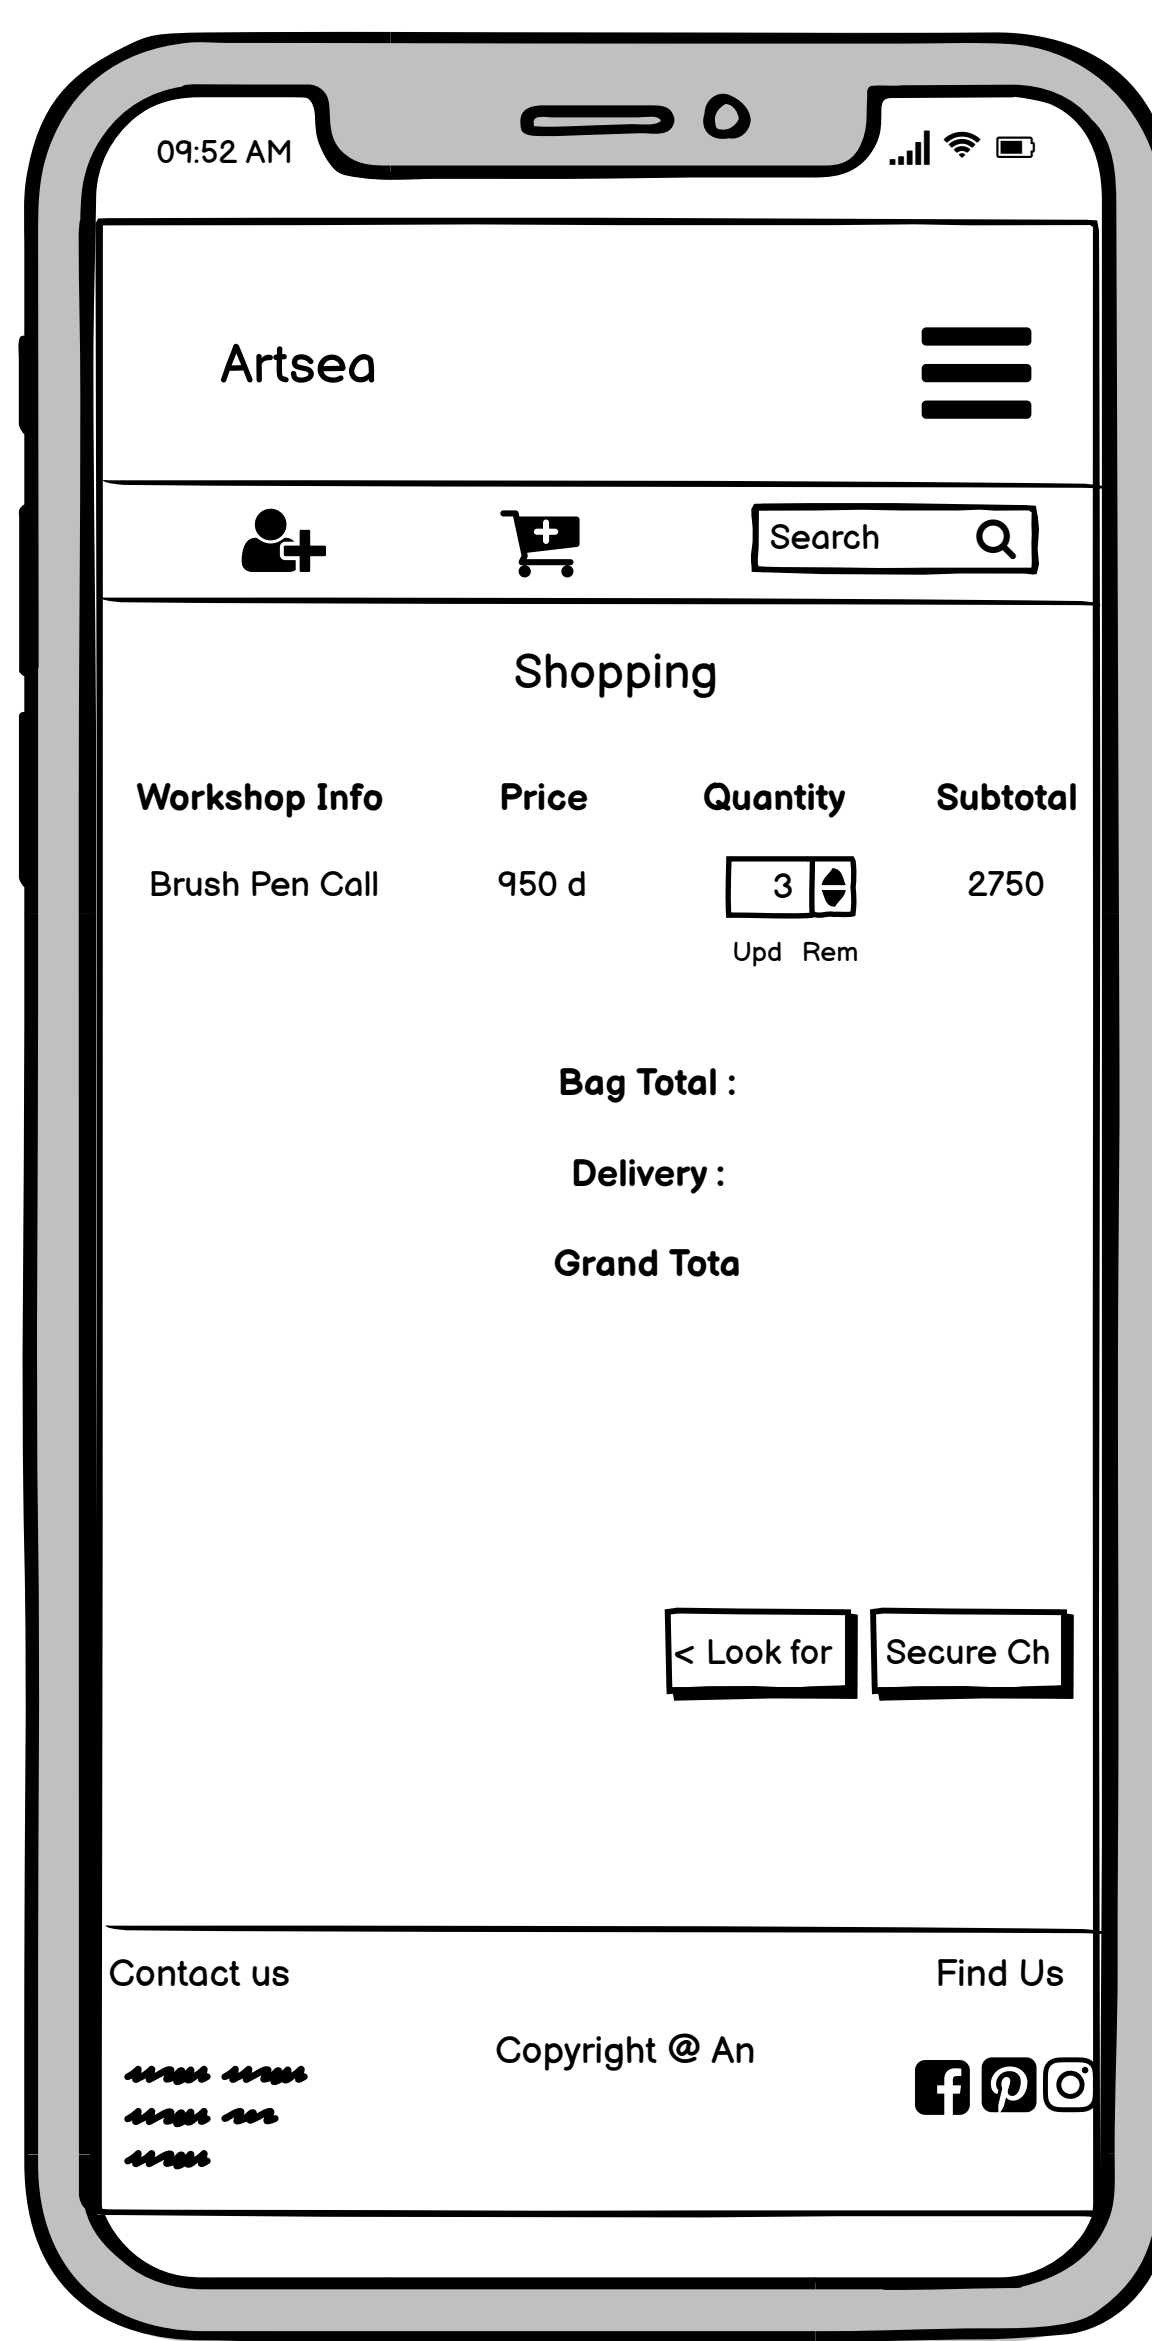 09:52 AM
Artsea
Search
Shopping
Workshop Info Price Quantity Subtotal
Brush Pen Call 950 d 3 2750
Upd Rem
Bag Total :
Delivery :
Grand Tota
< Look for Secure Ch
Contact us Find Us
Copyright @ An